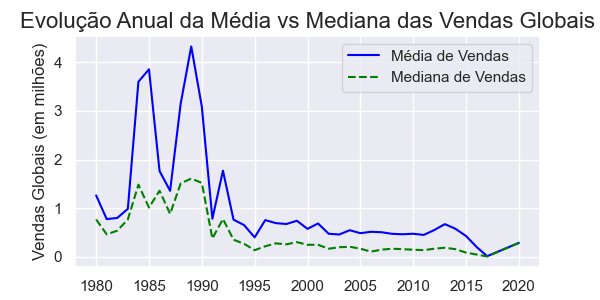 Evolução Anual da Média vs Mediana das Vendas Globais
Vendas Globais (em milhões)
4
3
2
1
0
Média de Vendas
Mediana de Vendas
1980 1985 1990 1995 2000 2005 2010 2015 2020